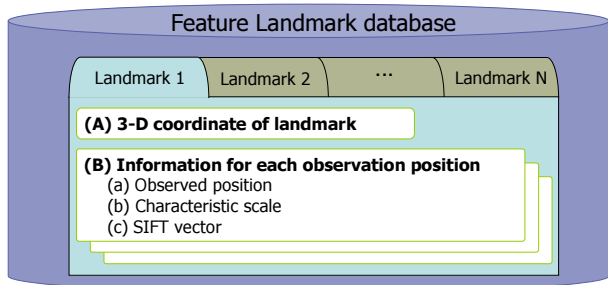 Feature Landmark database
Landmark 1 Landmark 2 ... Landmark N
(A) 3-D coordinate of landmark
(B) Information for each observation position
(a) Observed position
(b) Characteristic scale
(c) SIFT vector